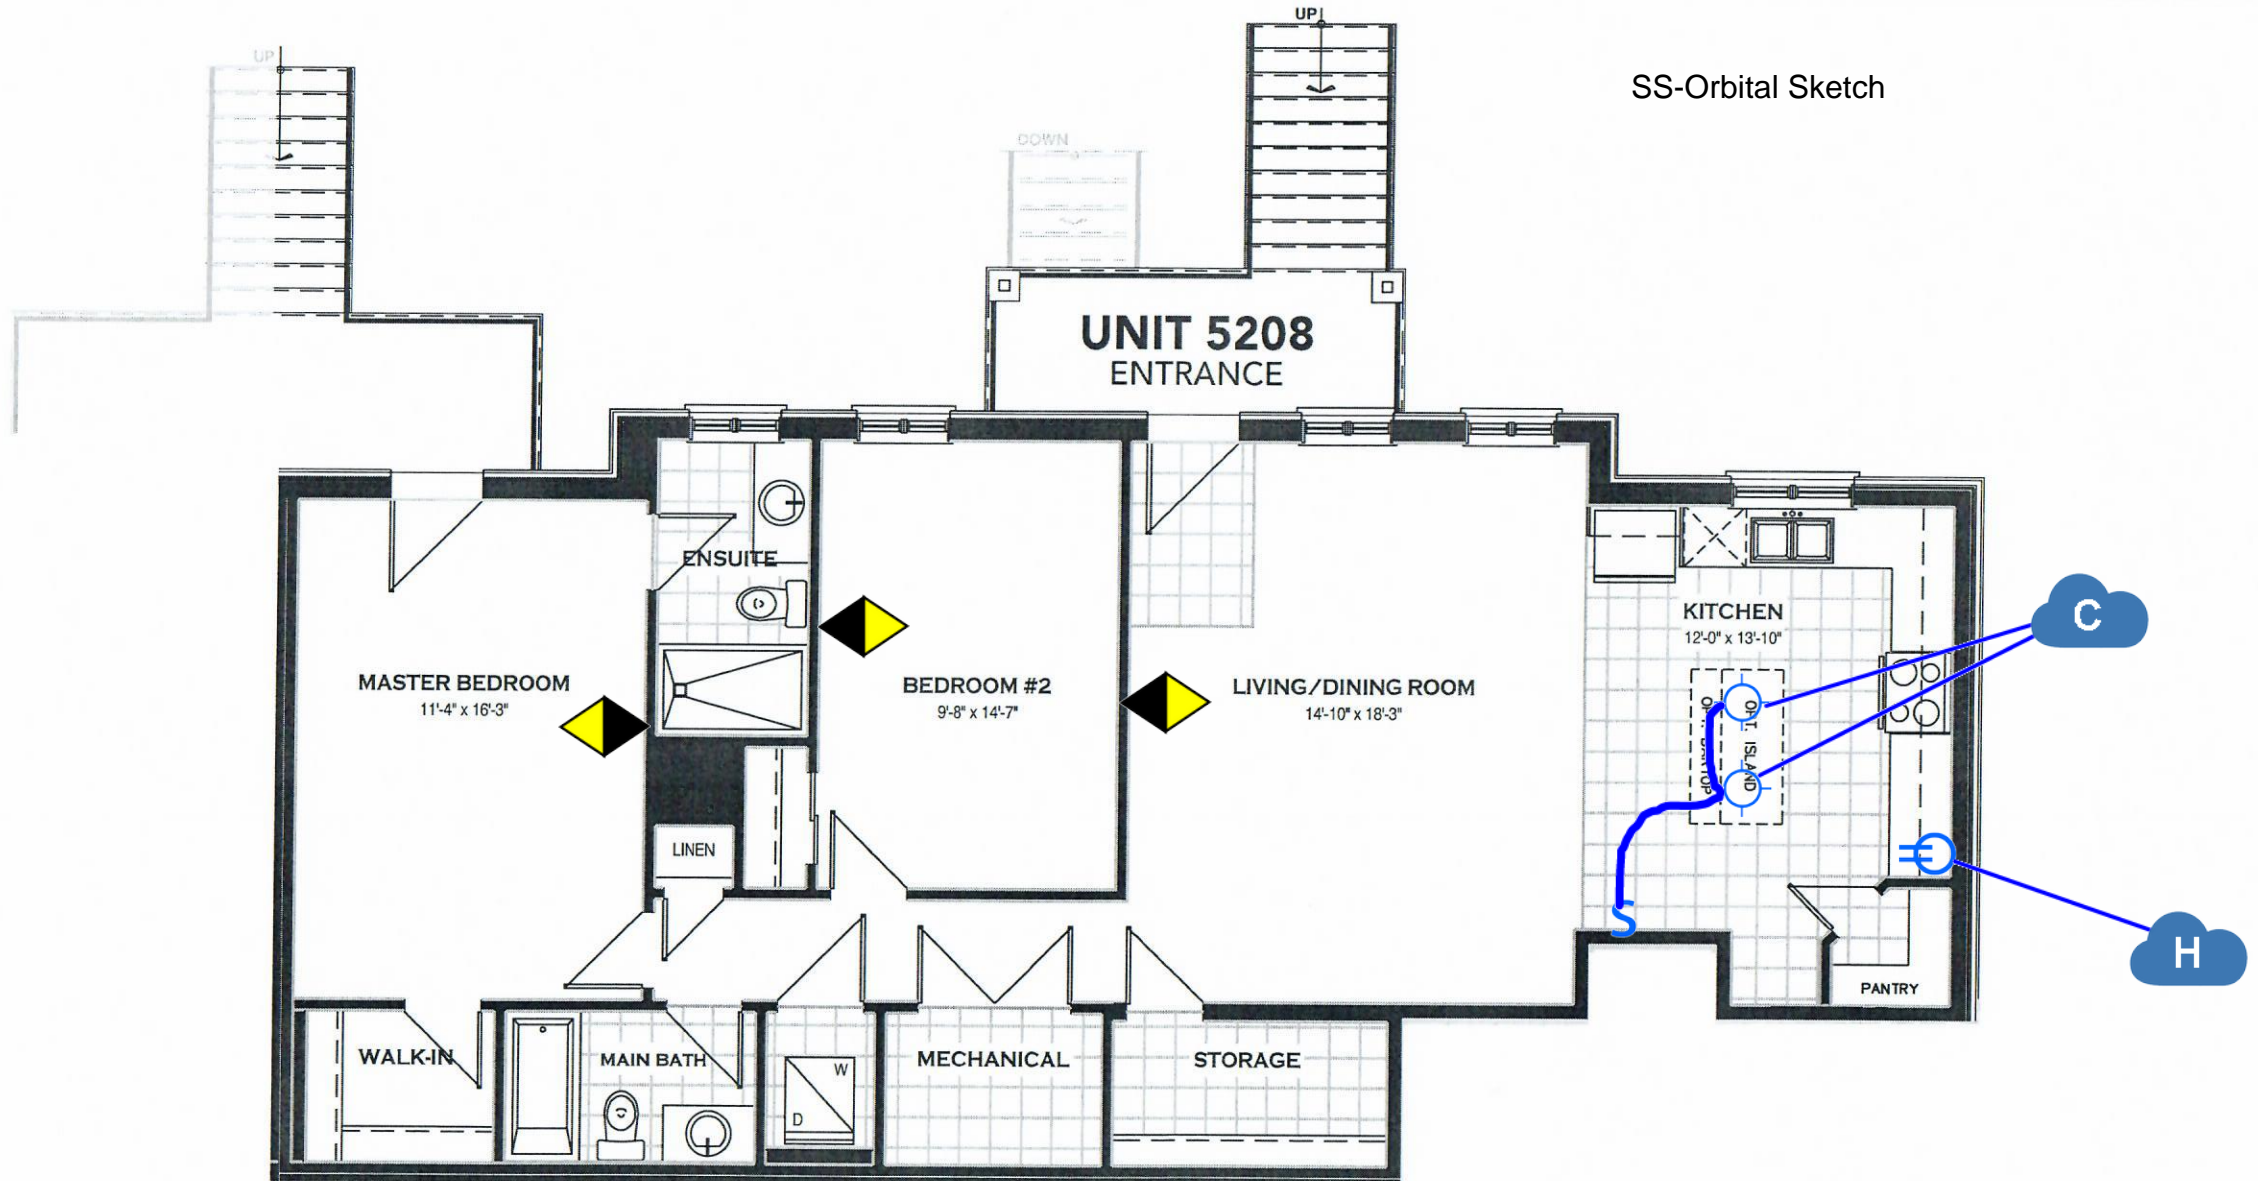 UP
UP
SS-Orbital Sketch
DOWN
UNIT 5208
ENTRANCE
ENSUITE
KITCHEN
12'-0" x 13'-10"
C
MASTER BEDROOM
11'-4" x 16'-3"
BEDROOM #2
9'-8" x 14'-7"
LIVING/DINING ROOM
14'-10" x 18'-3"
OPT. ISLAND
OPT. BARTOP
LINEN
S
H
PANTRY
WALK-IN
MAIN BATH
W
D
MECHANICAL
STORAGE